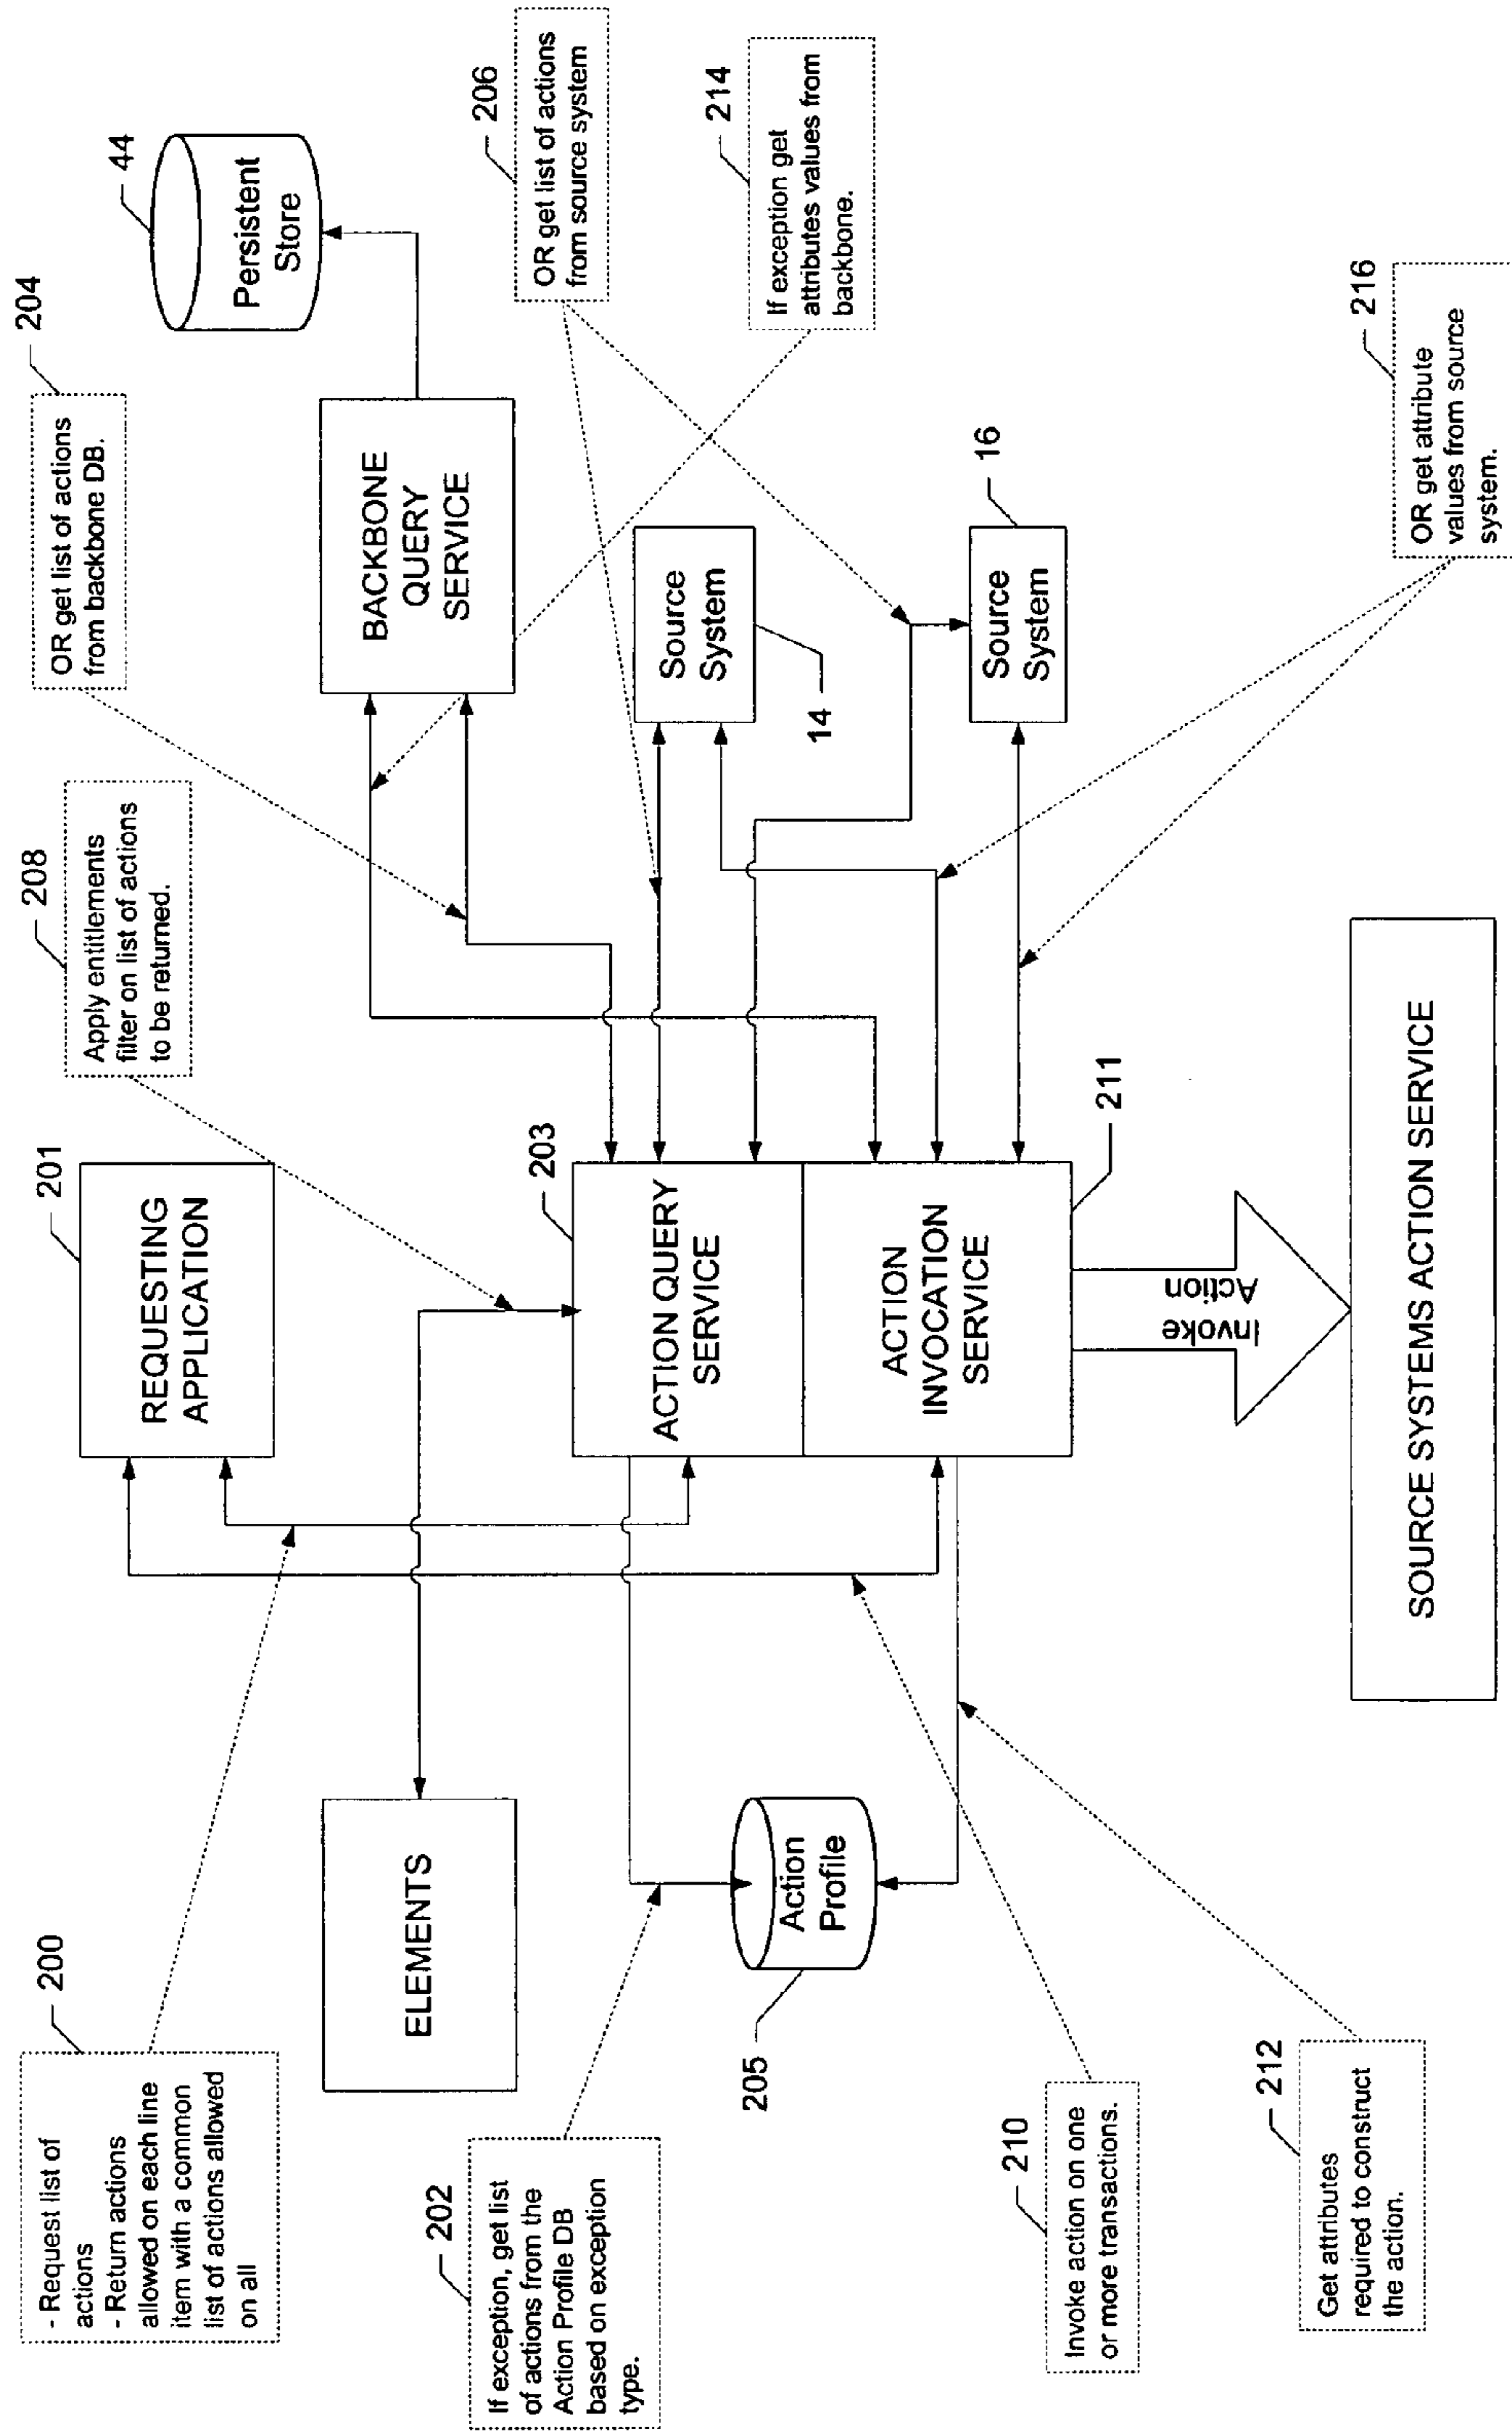 - Request list of
actions
- Return actions
allowed on each line
item with a common
list of actions allowed
on all
200
ELEMENTS
If exception, get list
of actions from the
Action Profile DB
based on exception
type.
202
Action
Profile
205
Invoke action on one
or more transactions.
210
Get attributes
required to construct
the action.
212
REQUESTING
APPLICATION
201
Apply entitlements
filter on list of actions
to be returned.
208
ACTION QUERY
SERVICE
203
ACTION
INVOCATION
SERVICE
211
Invoke
Action
SOURCE SYSTEMS ACTION SERVICE
OR get list of actions
from backbone DB.
204
BACKBONE
QUERY
SERVICE
Persistent
Store
44
Source
System
14
Source
System
16
OR get list of actions
from source system
206
If exception get
attributes values from
backbone.
214
OR get attribute
values from source
system.
216